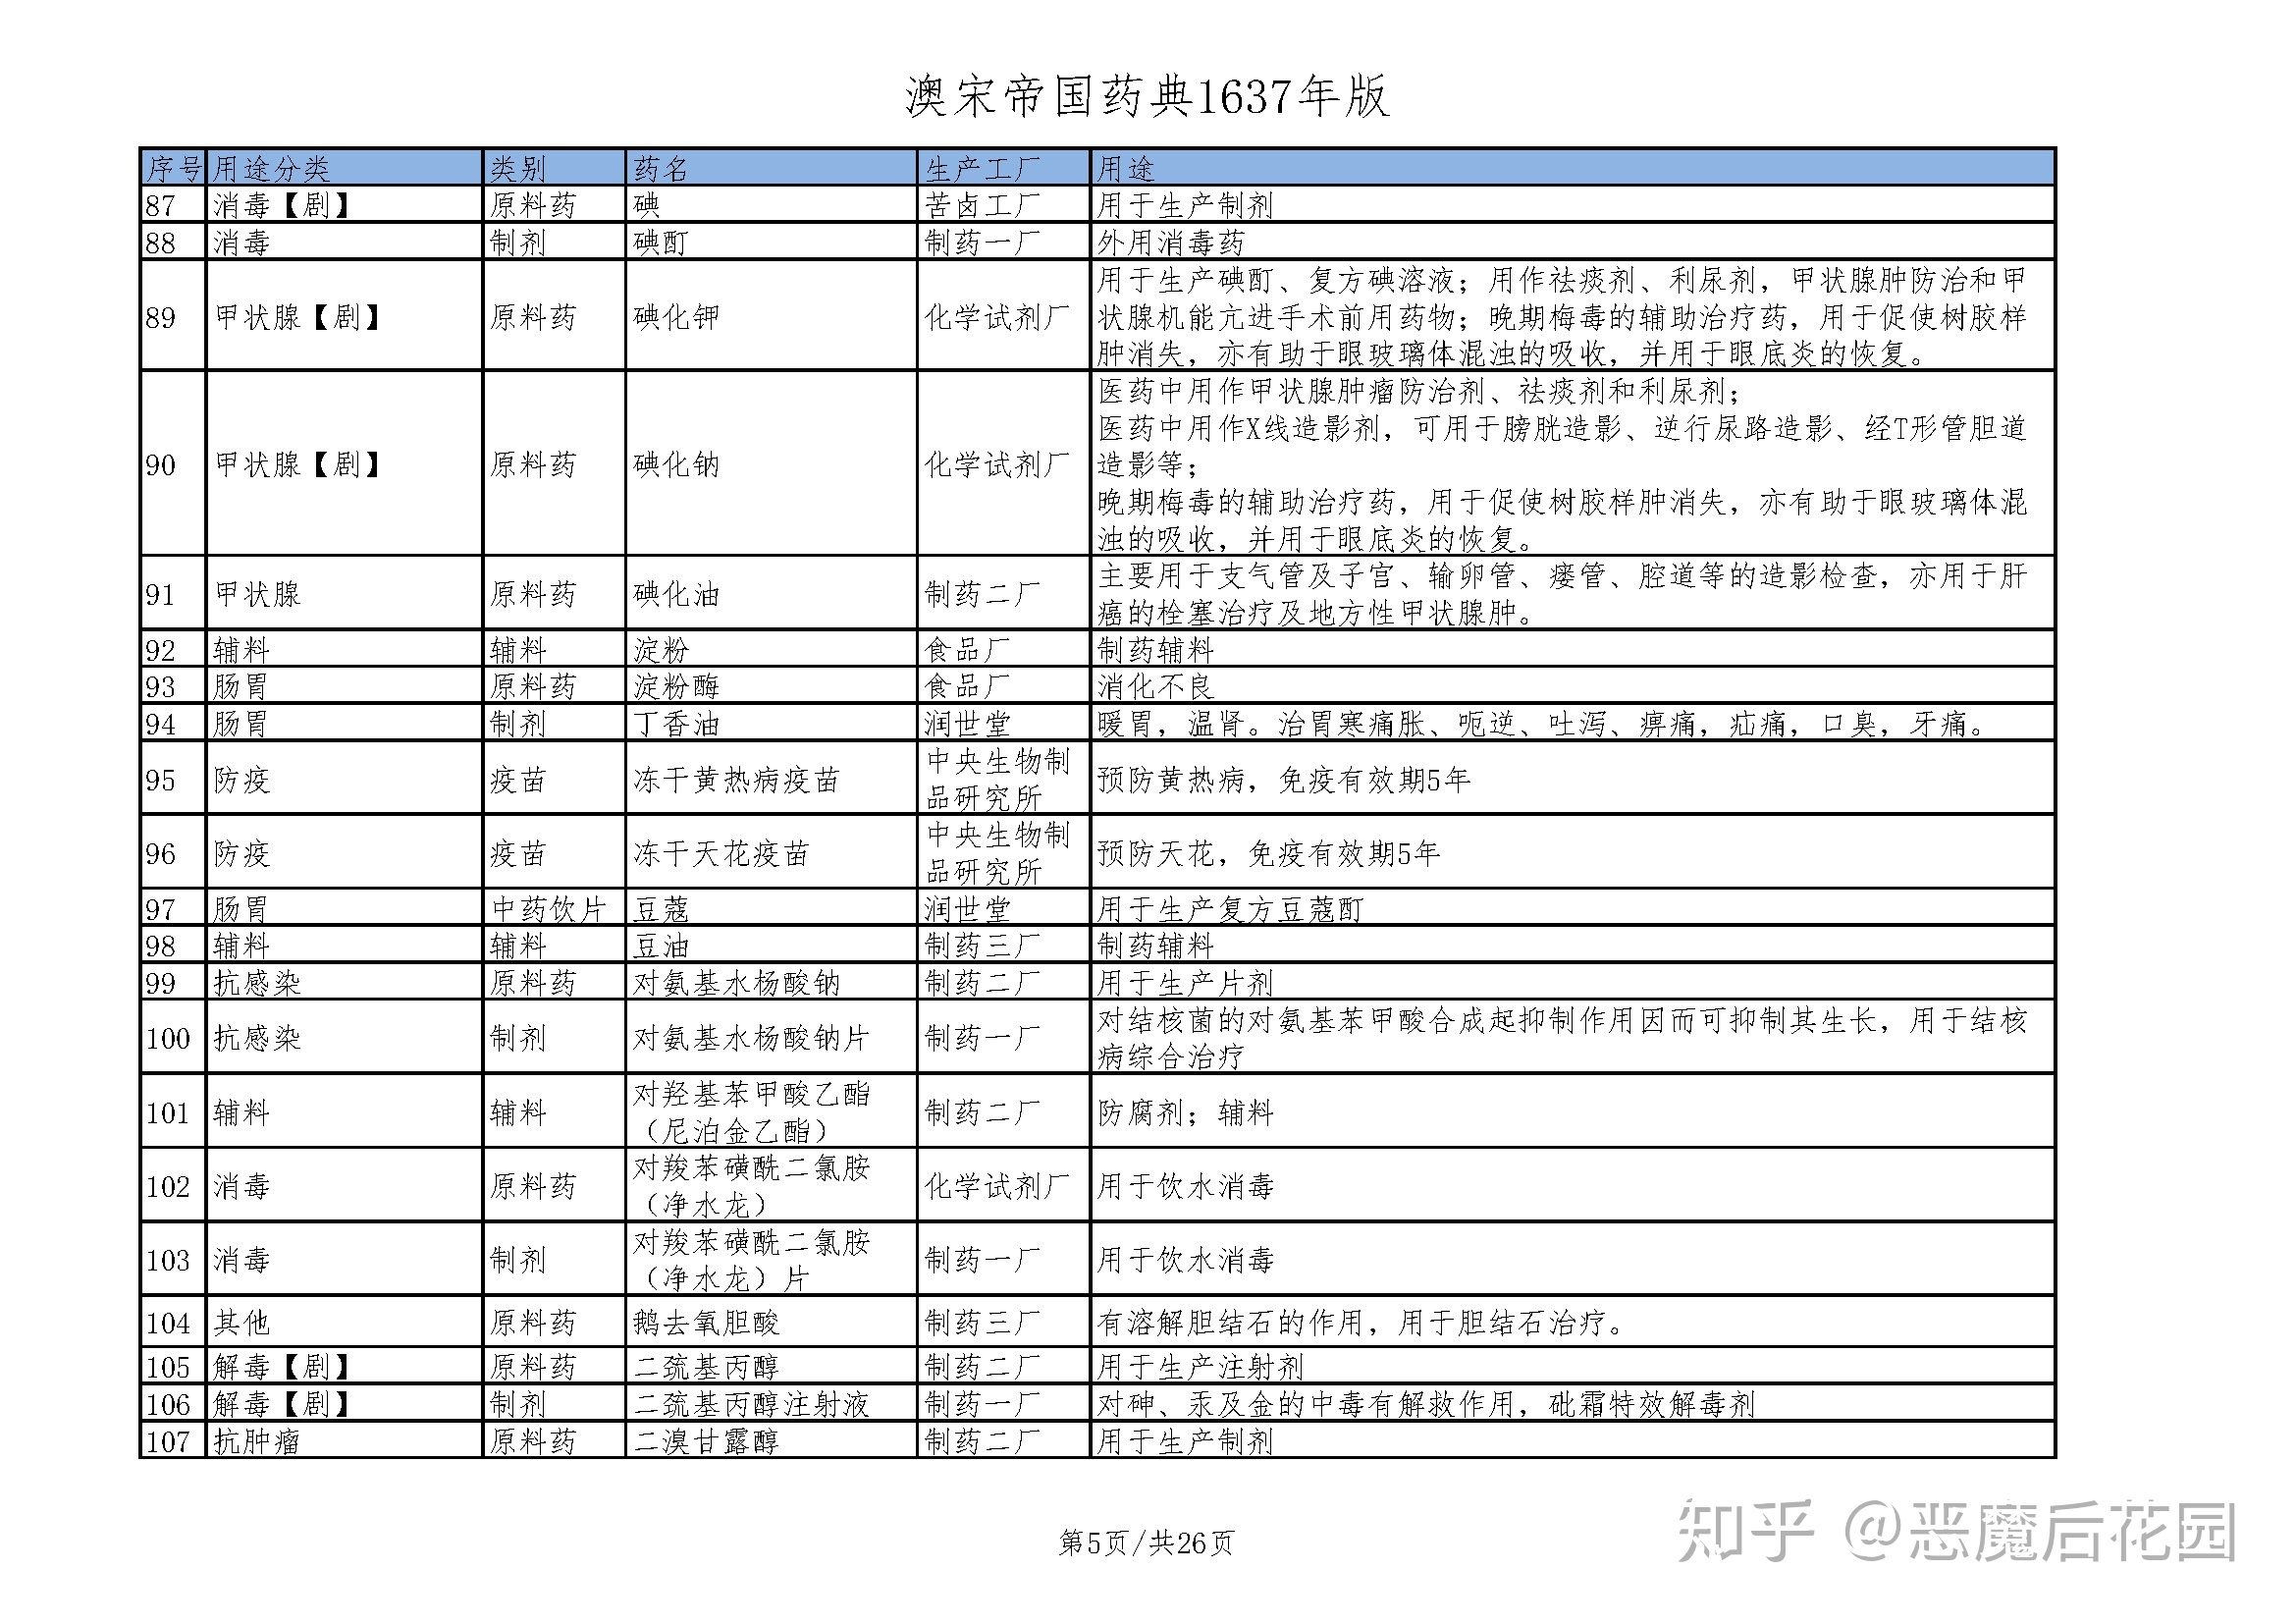 澳宋帝国药典1637年版
序号 用途分类 类别 药名 生产工厂 用途
87 消毒【剧】 原料药 碘 苦卤工厂 用于生产制剂
88 消毒 制剂 碘酊 制药一厂 外用消毒药
89 甲状腺【剧】 原料药 碘化钾 化学试剂厂 用于生产碘酊、复方碘溶液；用作祛痰剂、利尿剂，甲状腺肿防治和甲
状腺机能亢进手术前用药物；晚期梅毒的辅助治疗药，用于促使树胶样
肿消失，亦有助于眼玻璃体混浊的吸收，并用于眼底炎的恢复。
90 甲状腺【剧】 原料药 碘化钠 化学试剂厂 医药中用作甲状腺肿瘤防治剂、祛痰剂和利尿剂；
医药中用作X线造影剂，可用于膀胱造影、逆行尿路造影、经T形管胆道
造影等；
晚期梅毒的辅助治疗药，用于促使树胶样肿消失，亦有助于眼玻璃体混
浊的吸收，并用于眼底炎的恢复。
91 甲状腺 原料药 碘化油 制药二厂 主要用于支气管及子宫、输卵管、瘘管、腔道等的造影检查，亦用于肝
癌的栓塞治疗及地方性甲状腺肿。
92 辅料 辅料 淀粉 食品厂 制药辅料
93 肠胃 原料药 淀粉酶 食品厂 消化不良
94 肠胃 制剂 丁香油 润世堂 暖胃，温肾。治胃寒痛胀、呃逆、吐泻、痹痛，疝痛，口臭，牙痛。
95 防疫 疫苗 冻干黄热病疫苗 中央生物制
品研究所 预防黄热病，免疫有效期5年
96 防疫 疫苗 冻干天花疫苗 中央生物制
品研究所 预防天花，免疫有效期5年
97 肠胃 中药饮片 豆蔻 润世堂 用于生产复方豆蔻酊
98 辅料 辅料 豆油 制药三厂 制药辅料
99 抗感染 原料药 对氨基水杨酸钠 制药二厂 用于生产片剂
100 抗感染 制剂 对氨基水杨酸钠片 制药一厂 对结核菌的对氨基苯甲酸合成起抑制作用因而可抑制其生长，用于结核
病综合治疗
101 辅料 辅料 对羟基苯甲酸乙酯
（尼泊金乙酯） 制药二厂 防腐剂；辅料
102 消毒 原料药 对羧苯磺酰二氯胺
（净水龙） 化学试剂厂 用于饮水消毒
103 消毒 制剂 对羧苯磺酰二氯胺
（净水龙）片 制药一厂 用于饮水消毒
104 其他 原料药 鹅去氧胆酸 制药三厂 有溶解胆结石的作用，用于胆结石治疗。
105 解毒【剧】 原料药 二巯基丙醇 制药二厂 用于生产注射剂
106 解毒【剧】 制剂 二巯基丙醇注射液 制药一厂 对砷、汞及金的中毒有解救作用，砒霜特效解毒剂
107 抗肿瘤 原料药 二溴甘露醇 制药二厂 用于生产制剂
第5页/共26页
知乎 @恶魔后花园